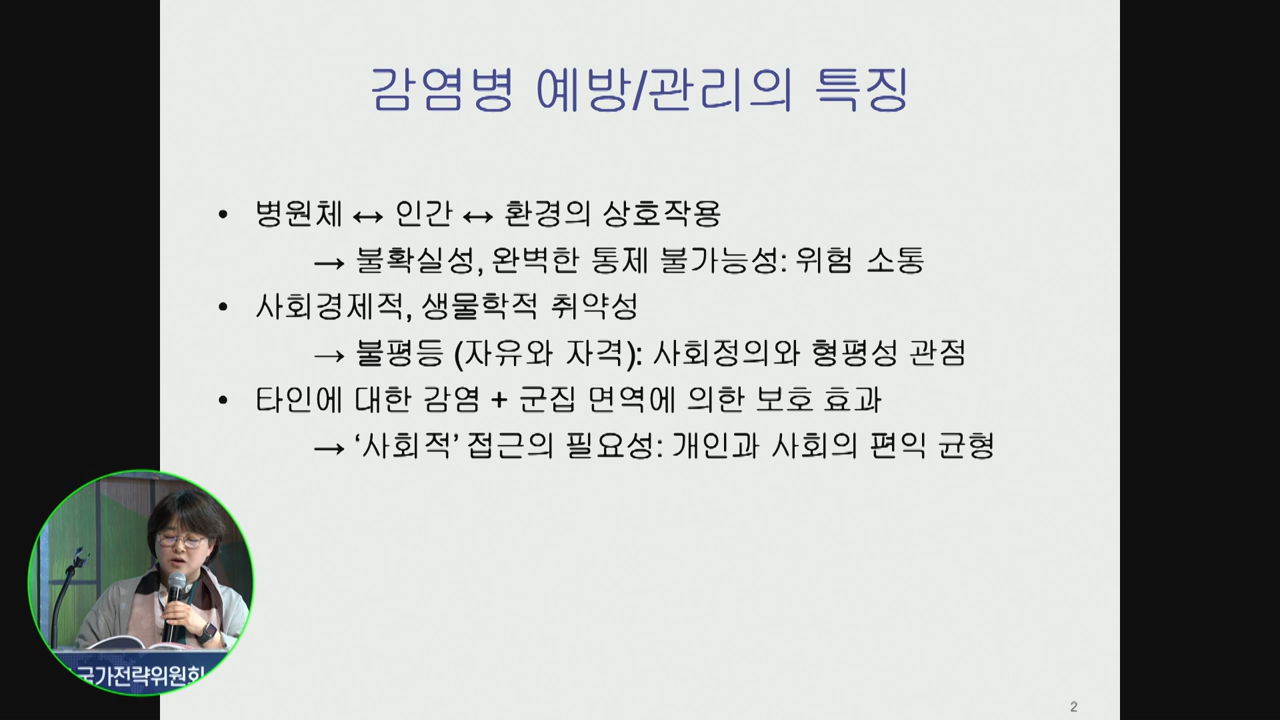 감염병 예방/관리의 특징
• 병원체 ↔ 인간 ↔ 환경의 상호작용
→ 불확실성, 완벽한 통제 불가능성: 위험 소통
• 사회경제적, 생물학적 취약성
→ 불평등 (자유와 자격): 사회정의와 형평성 관점
• 타인에 대한 감염 + 군집 면역에 의한 보호 효과
→ ‘사회적’ 접근의 필요성: 개인과 사회의 편익 균형
국가전략위원회
2